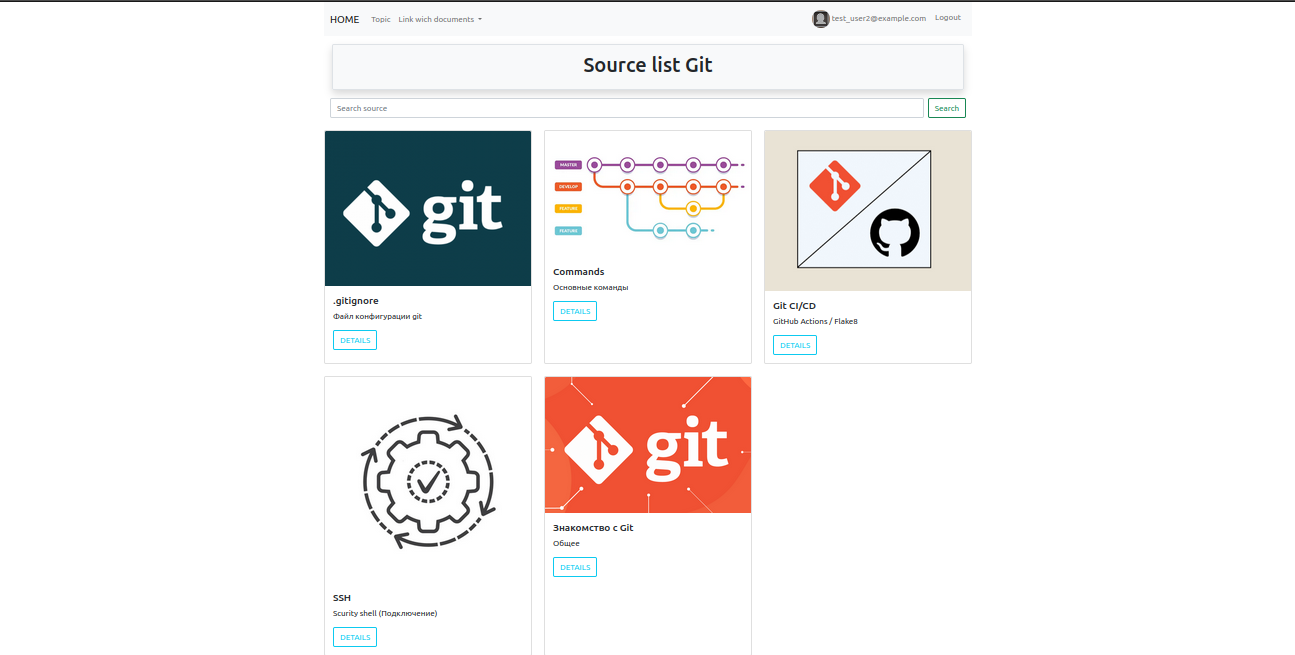 HOME Topic Link wich documents test_user2@example.com Logout
Source list Git
Search source Search
git
.gitignore
Файл конфигурации git
DETAILS
MASTER
DEVELOP
FEATURE
FEATURE
Commands
Основные команды
DETAILS
Git CI/CD
GitHub Actions / Flake8
DETAILS
SSH
Scurity shell (Подключение)
DETAILS
git
Знакомство с Git
Общее
DETAILS